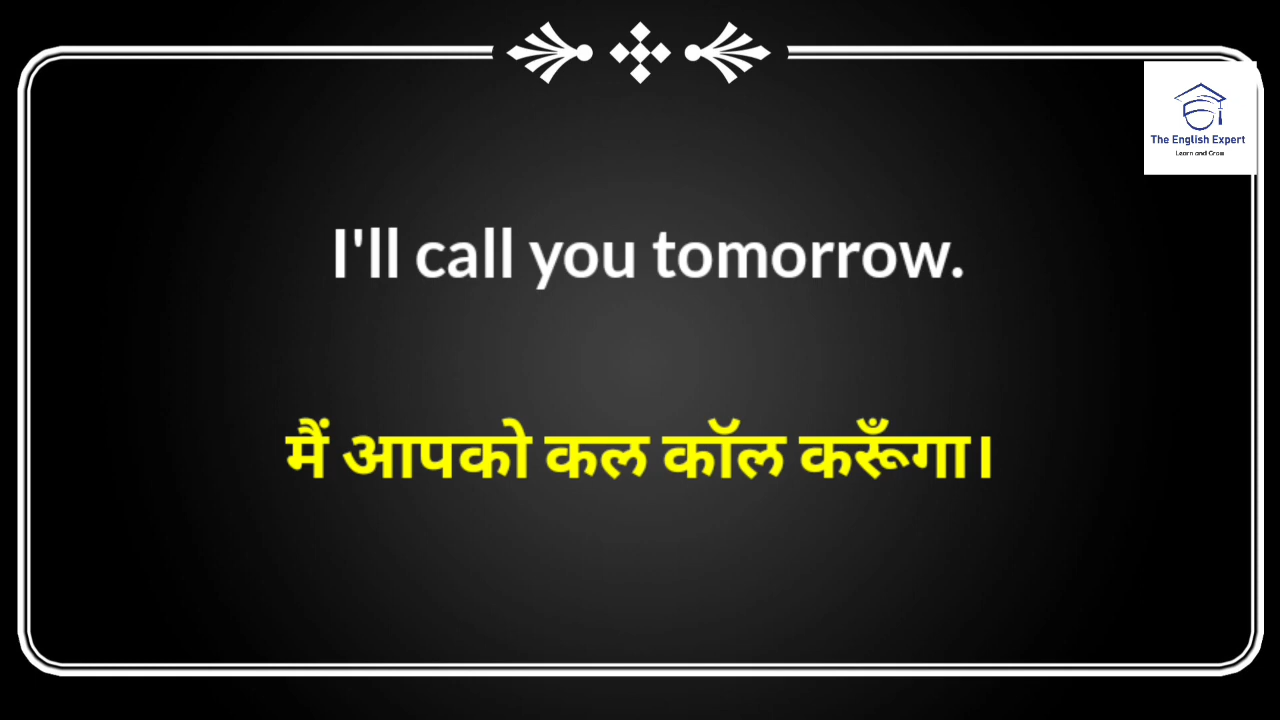 The English Expert
Learn and Grow
I'll call you tomorrow.
मैं आपको कल कॉल करूँगा।